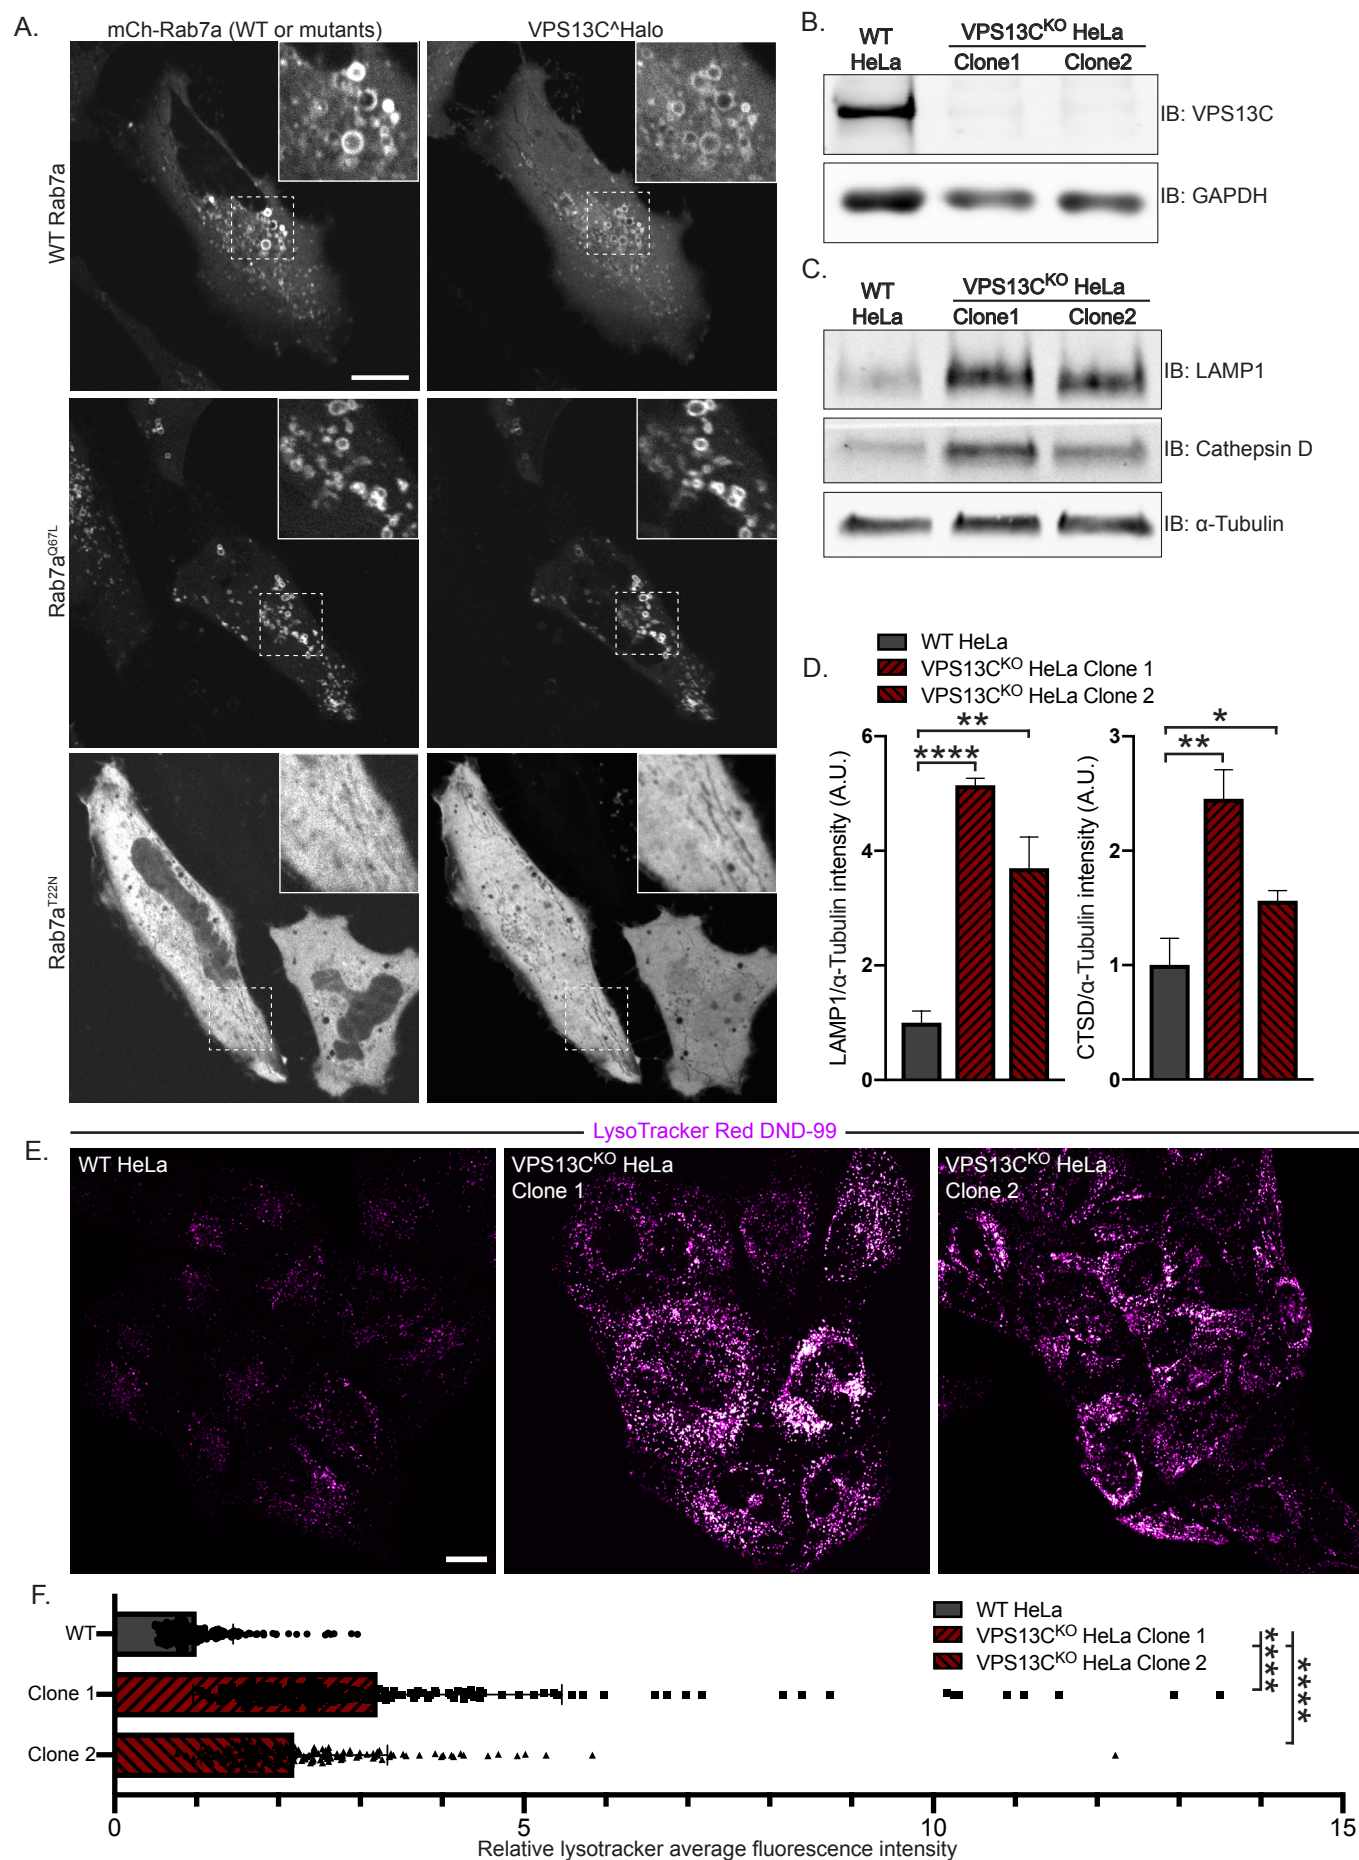 A.
mCh-Rab7a (WT or mutants)
VPS13C^Halo
WT Rab7a
Rab7aQ67L
Rab7aT22N
B.
WT
HeLa
VPS13CKO HeLa
Clone1
Clone2
IB: VPS13C
IB: GAPDH
C.
WT
HeLa
VPS13CKO HeLa
Clone1
Clone2
IB: LAMP1
IB: Cathepsin D
IB: α-Tubulin
D.
WT HeLa
VPS13CKO HeLa Clone 1
VPS13CKO HeLa Clone 2
LAMP1/α-Tubulin intensity (A.U.)
6
4
2
0
**
****
CTSD/α-Tubulin intensity (A.U.)
3
2
1
0
*
**
LysoTracker Red DND-99
E.
WT HeLa
VPS13CKO HeLa
Clone 1
VPS13CKO HeLa
Clone 2
F.
WT
Clone 1
Clone 2
WT HeLa
VPS13CKO HeLa Clone 1
VPS13CKO HeLa Clone 2
****
****
0
5
10
15
Relative lysotracker average fluorescence intensity